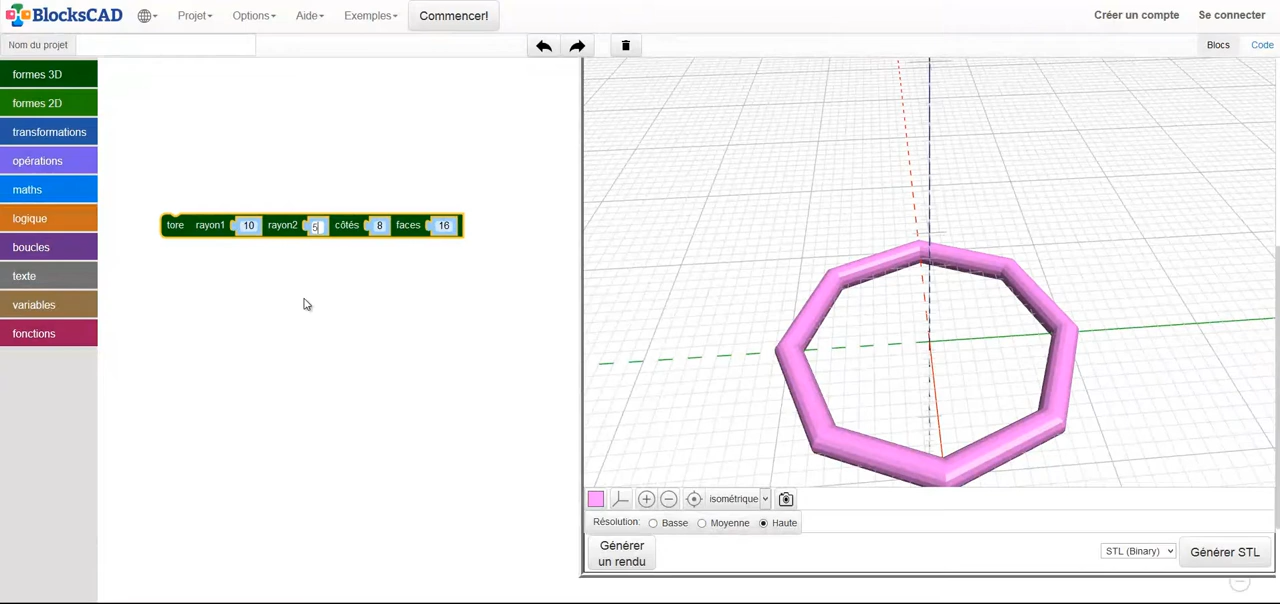 BlocksCAD Projet Options Aide Exemples Commencer! Créer un compte Se connecter
Nom du projet Blocs Code
formes 3D
formes 2D
transformations
opérations
maths
logique
boucles
texte
variables
fonctions
tore rayon1 10 rayon2 5 côtés 8 faces 16
isométrique
Résolution: Basse Moyenne Haute
Générer un rendu
STL (Binary) Générer STL